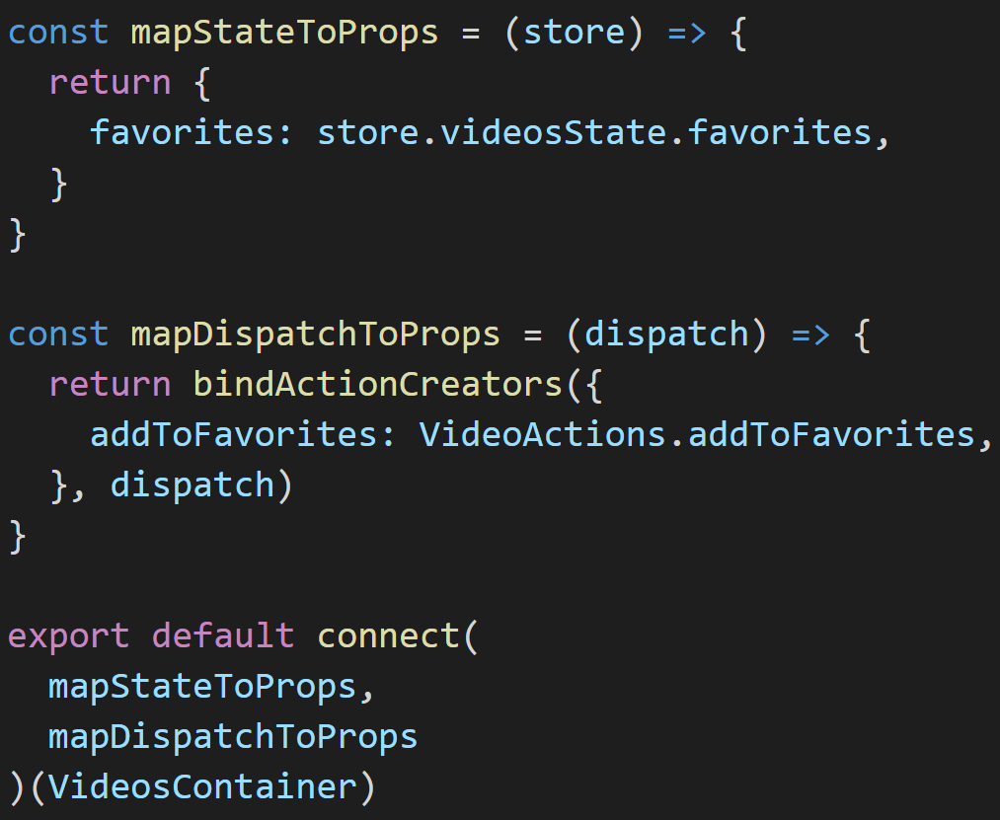 const mapStateToProps = (store) => {
  return {
    favorites: store.videosState.favorites,
  }
}

const mapDispatchToProps = (dispatch) => {
  return bindActionCreators({
    addToFavorites: VideoActions.addToFavorites,
  }, dispatch)
}

export default connect(
  mapStateToProps,
  mapDispatchToProps
)(VideosContainer)